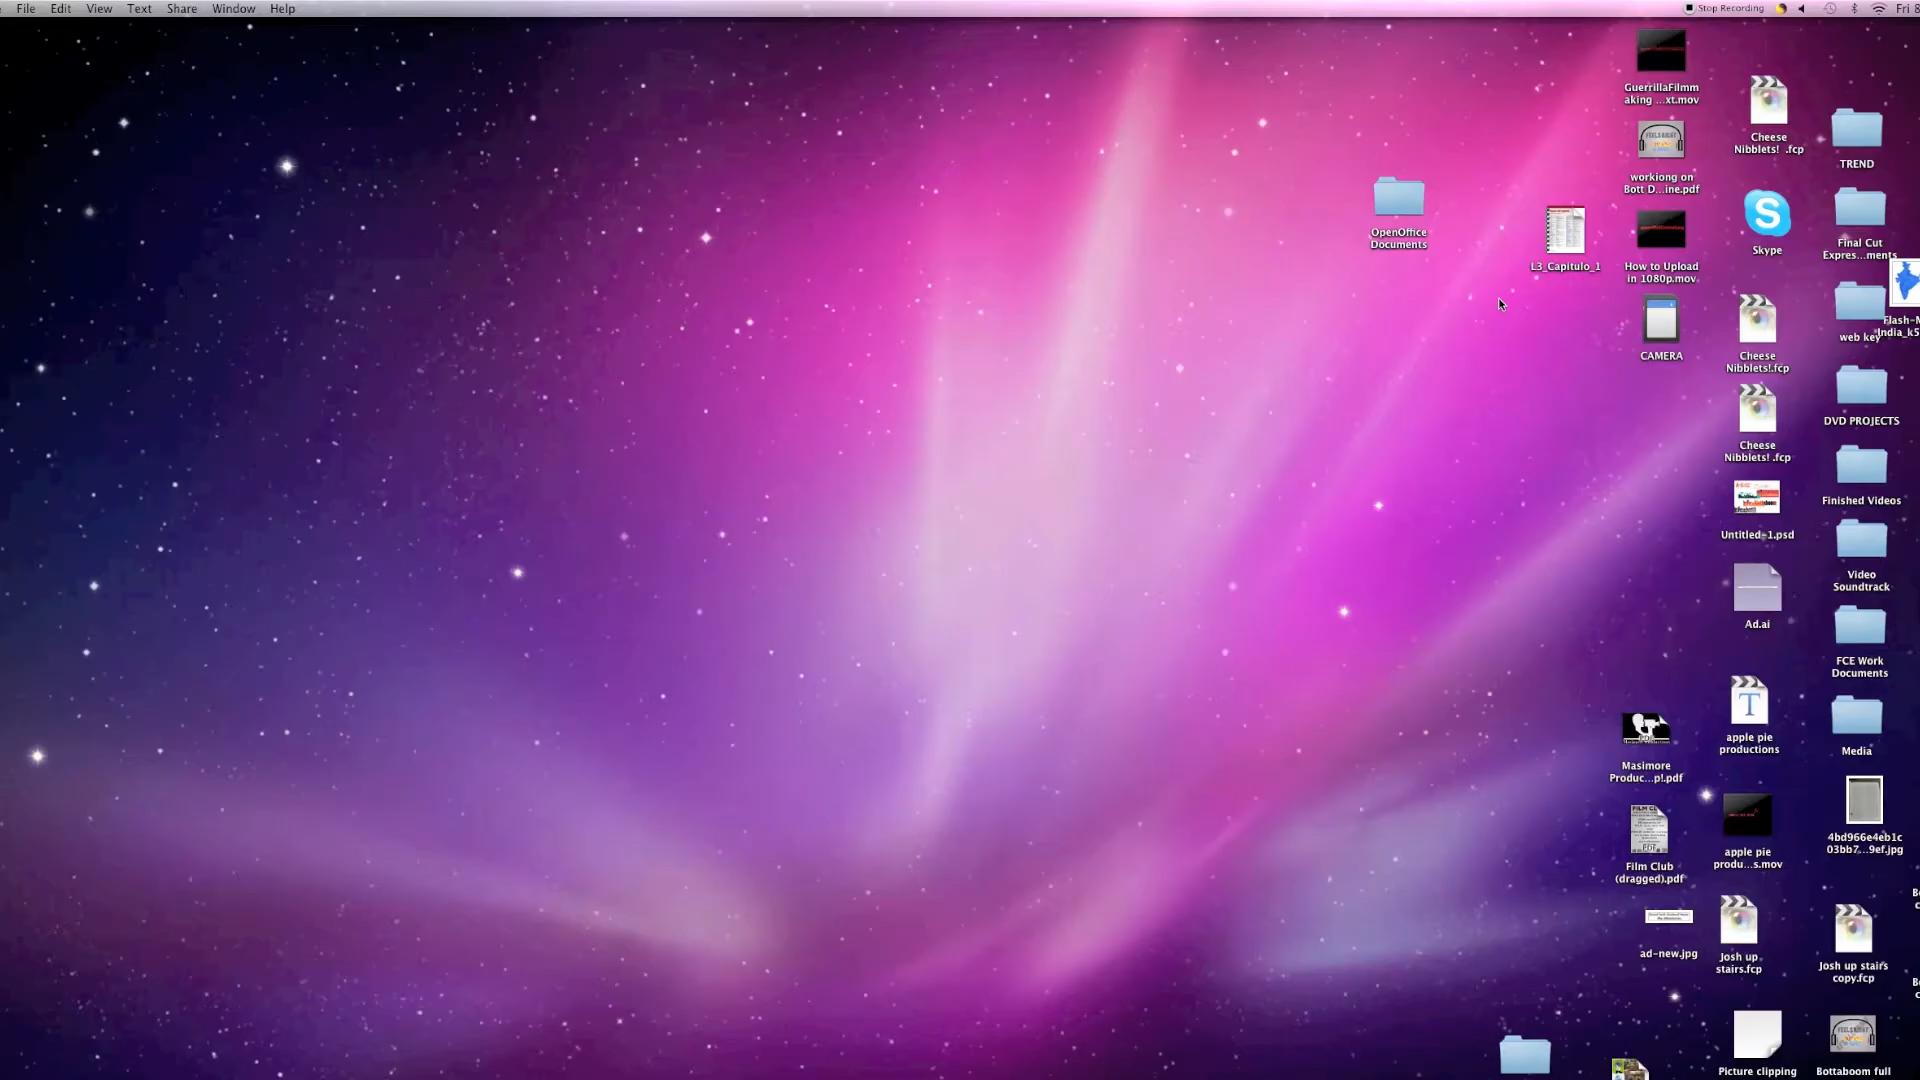 File Edit View Text Share Window Help
Stop Recording
Fri 8
GuerrillaFilmm
aking ...xt.mov
Cheese
Nibblets! .fcp
TREND
workiong on
Bott D...ine.pdf
OpenOffice
Documents
L3_Capitulo_1
How to Upload
in 1080p.mov
Skype
Final Cut
Expres...ments
CAMERA
Cheese
Nibblets!.fcp
web key
Flash-M
India_k5
DVD PROJECTS
Cheese
Nibblets! .fcp
Finished Videos
Untitled-1.psd
Video
Soundtrack
Ad.ai
FCE Work
Documents
apple pie
productions
Media
Masimore
Produc...p!.pdf
apple pie
produ...s.mov
4bd966e4eb1c
03bb7...9ef.jpg
Film Club
(dragged).pdf
ad-new.jpg
Josh up
stairs.fcp
Josh up stairs
copy.fcp
Picture clipping
Bottaboom full